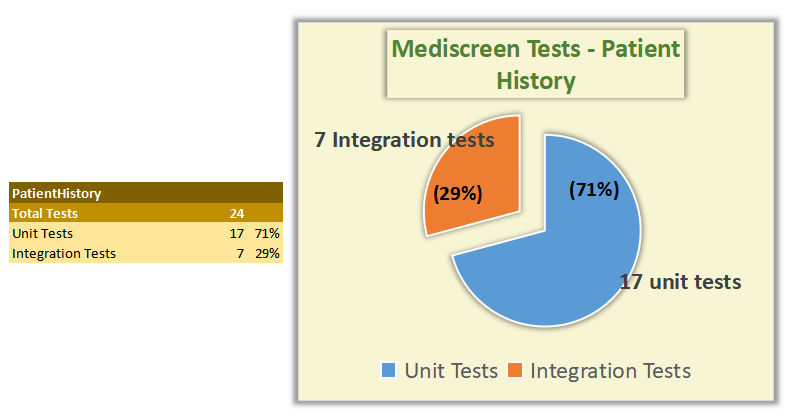 PatientHistory
Total Tests 24
Unit Tests 17 71%
Integration Tests 7 29%
Mediscreen Tests - Patient
History
7 Integration tests
(29%)
(71%)
17 unit tests
Unit Tests Integration Tests